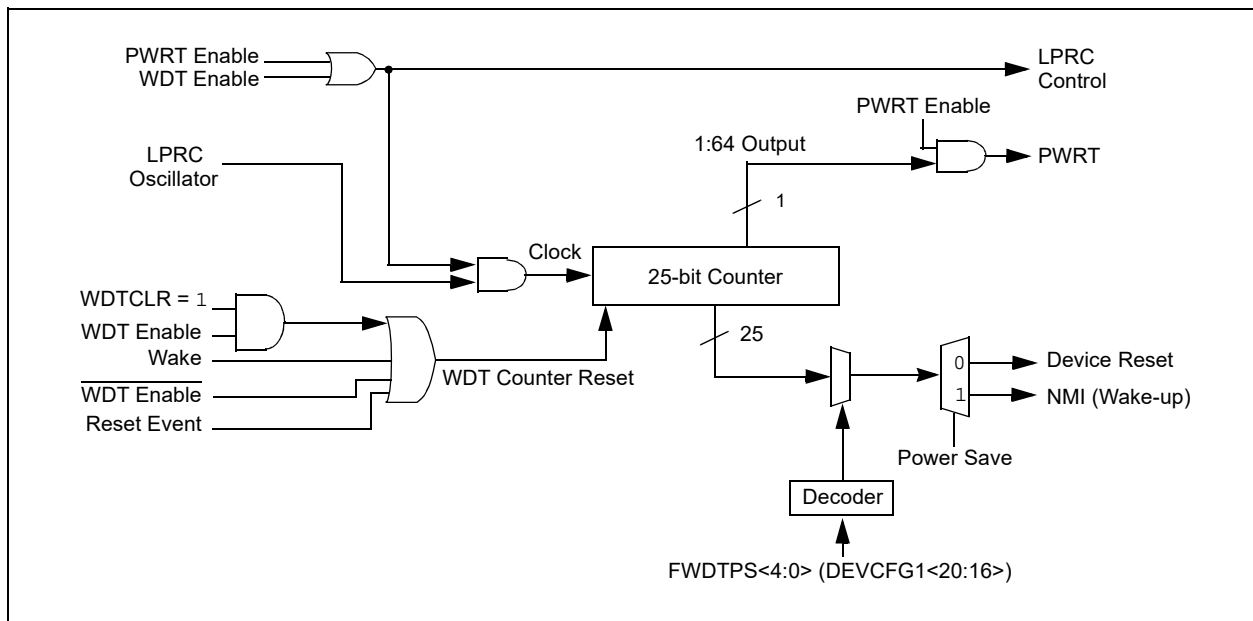 PWRT Enable
WDT Enable
LPRC
Control
PWRT Enable
1:64 Output
PWRT
LPRC
Oscillator
1
Clock
25-bit Counter
WDTCLR = 1
WDT Enable
Wake
WDT Enable
Reset Event
WDT Counter Reset
25
0
1
Device Reset
NMI (Wake-up)
Power Save
Decoder
FWDTPS<4:0> (DEVCFG1<20:16>)